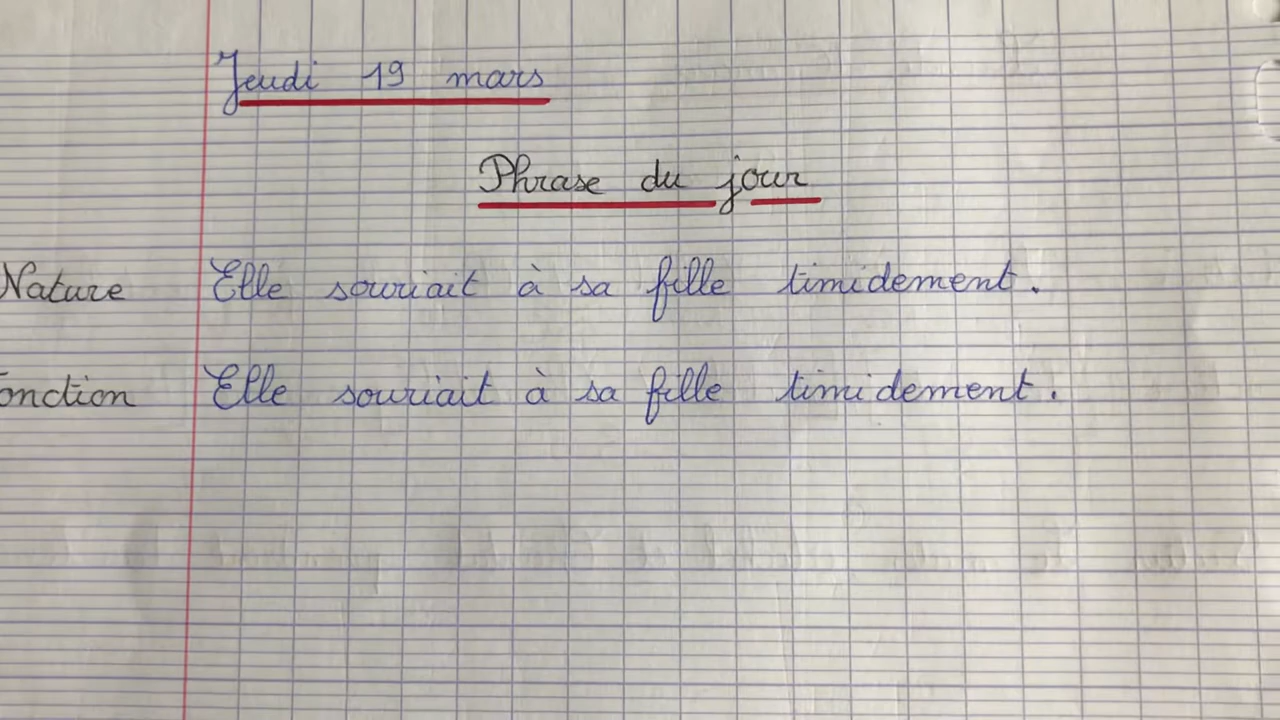 Jeudi 19 mars
Phrase du jour
Nature Elle souriait à sa fille timidement.
onction Elle souriait à sa fille timidement.